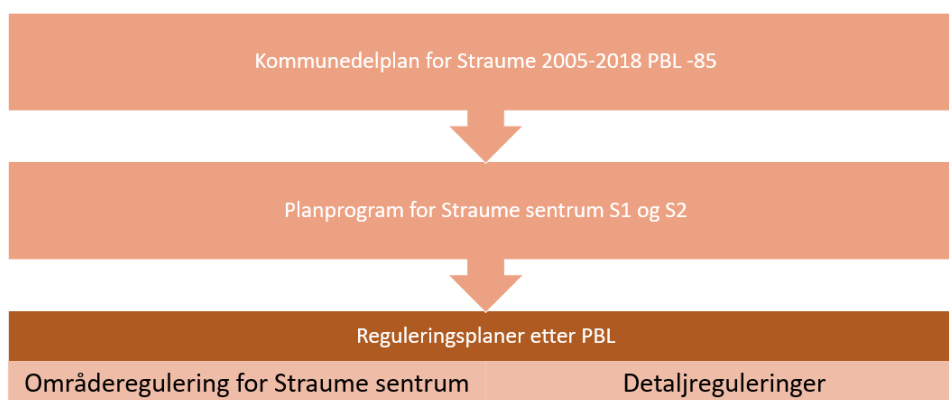 Kommunedelplan for Straume 2005-2018 PBL -85
Planprogram for Straume sentrum S1 og S2
Reguleringsplaner etter PBL
Områderegulering for Straume sentrum
Detaljreguleringer